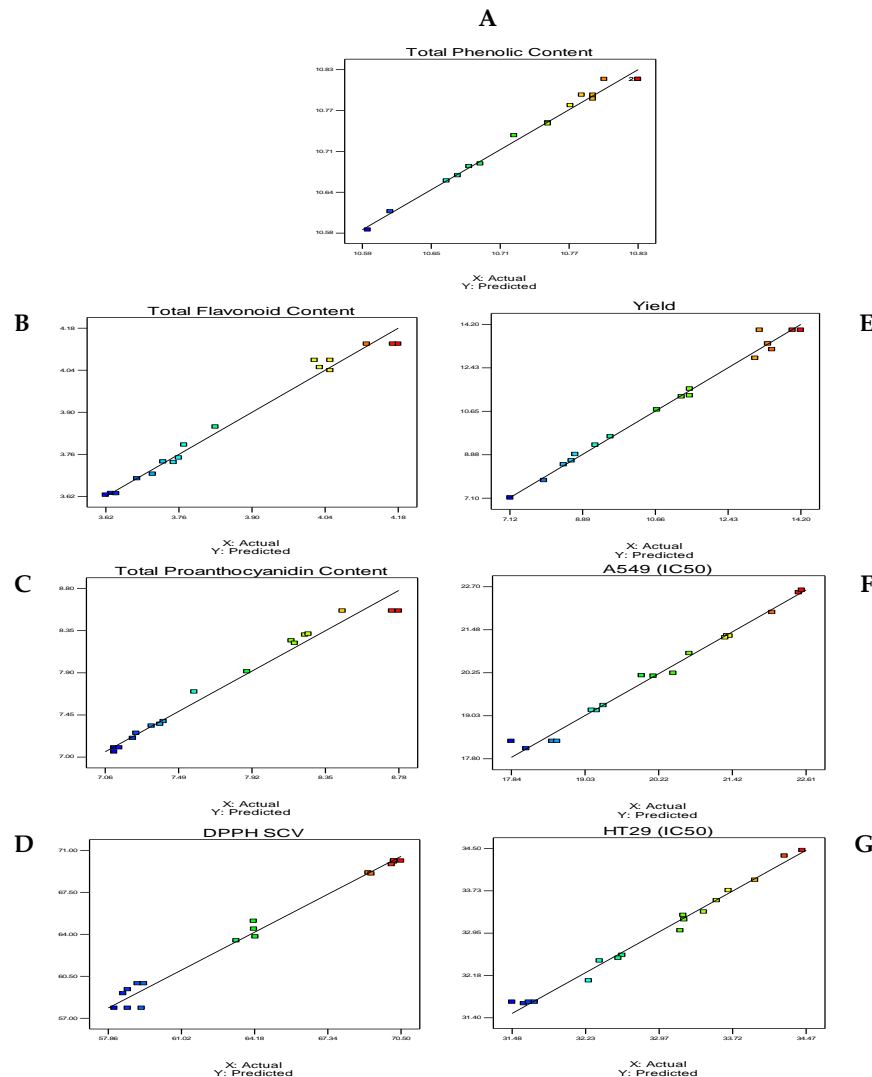 A
Total Phenolic Content
10.83
10.77
10.71
10.64
10.58
2
10.59 10.65 10.71 10.77 10.83
X: Actual
Y: Predicted
B
Total Flavonoid Content
4.18
4.04
3.90
3.76
3.62
3.62 3.76 3.90 4.04 4.18
X: Actual
Y: Predicted
E
Yield
14.20
12.43
10.65
8.88
7.10
7.12 8.89 10.66 12.43 14.20
X: Actual
Y: Predicted
C
Total Proanthocyanidin Content
8.80
8.35
7.90
7.45
7.00
7.06 7.49 7.92 8.35 8.78
X: Actual
Y: Predicted
F
A549 (IC50)
22.70
21.48
20.25
19.03
17.80
17.84 19.03 20.22 21.42 22.61
X: Actual
Y: Predicted
D
DPPH SCV
71.00
67.50
64.00
60.50
57.00
57.86 61.02 64.18 67.34 70.50
X: Actual
Y: Predicted
G
HT29 (IC50)
34.50
33.73
32.95
32.18
31.40
31.48 32.23 32.97 33.72 34.47
X: Actual
Y: Predicted